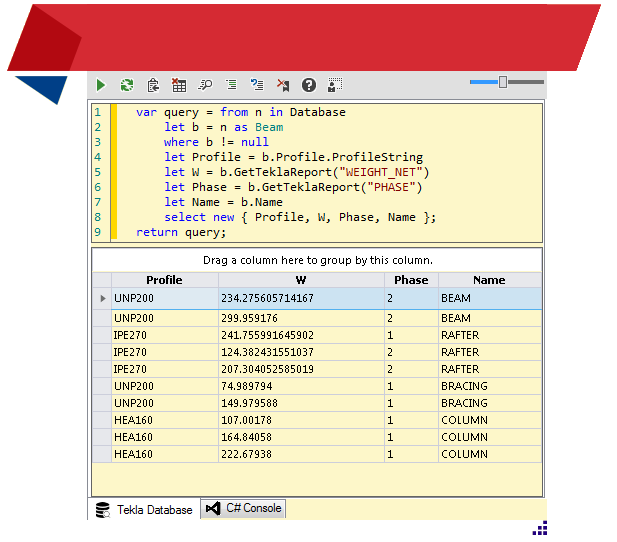 1 var query = from n in Database
2 let b = n as Beam
3 where b != null
4 let Profile = b.Profile.ProfileString
5 let W = b.GetTeklaReport("WEIGHT_NET")
6 let Phase = b.GetTeklaReport("PHASE")
7 let Name = b.Name
8 select new { Profile, W, Phase, Name };
9 return query;
Drag a column here to group by this column.
Profile W Phase Name
UNP200 234.275605714167 2 BEAM
UNP200 299.959176 2 BEAM
IPE270 241.755991645902 1 RAFTER
IPE270 124.382431551037 2 RAFTER
IPE270 207.304052585019 2 RAFTER
UNP200 74.989794 1 BRACING
UNP200 149.979588 1 BRACING
HEA160 107.00178 1 COLUMN
HEA160 164.84058 1 COLUMN
HEA160 222.67938 1 COLUMN
Tekla Database C# Console